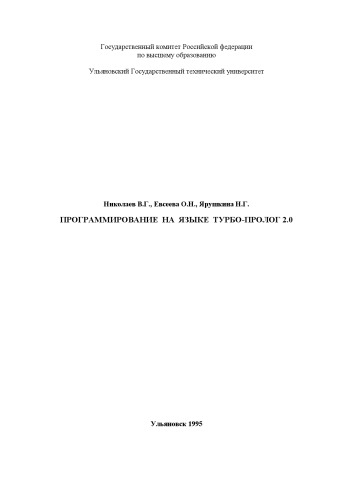 Государственный комитет Российской федерации
по высшему образованию
Ульяновский Государственный технический университет
Николаев В.Г., Евсеева О.Н., Ярушкина Н.Г.
ПРОГРАММИРОВАНИЕ НА ЯЗЫКЕ ТУРБО-ПРОЛОГ 2.0
Ульяновск 1995